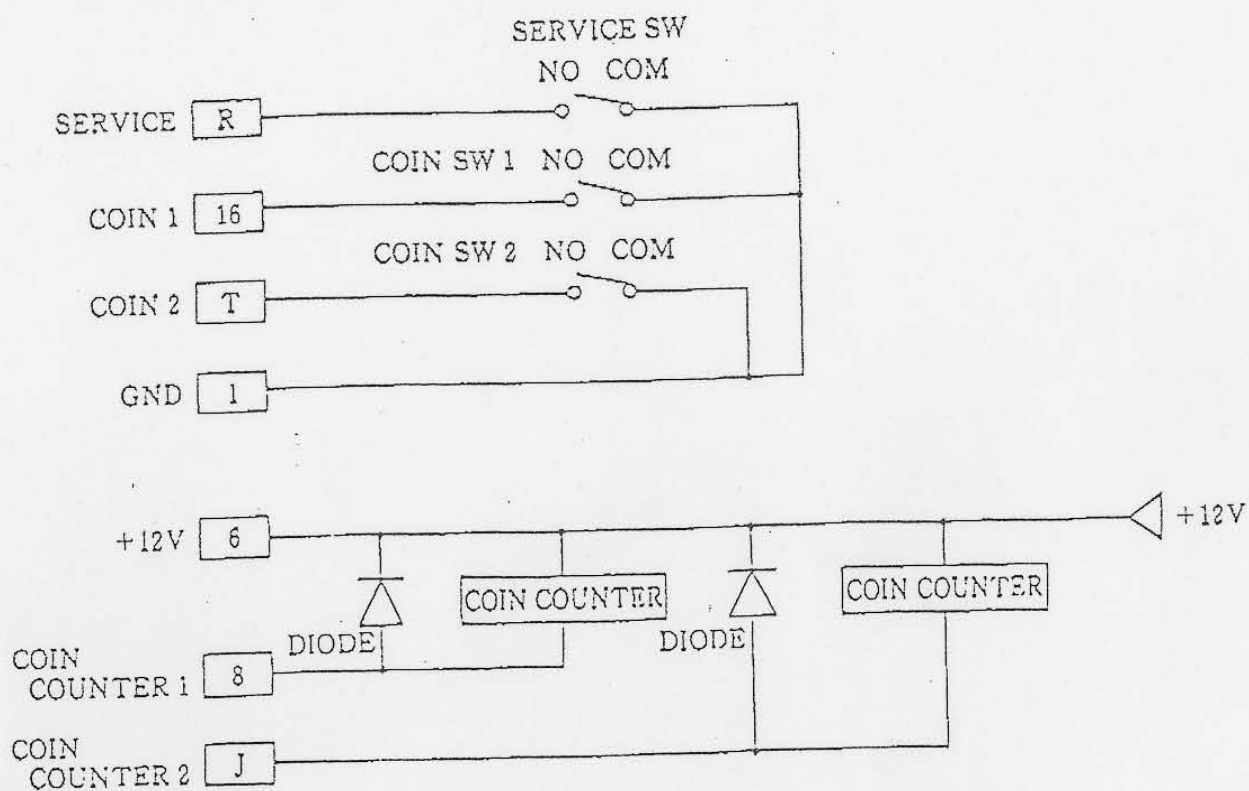 SERVICE SW
NO COM
SERVICE R
COIN SW 1 NO COM
COIN 1 16
COIN SW 2 NO COM
COIN 2 T
GND 1
+12V 6 +12V
COIN COUNTER COIN COUNTER
DIODE DIODE
COIN
COUNTER 1 8
COIN
COUNTER 2 J